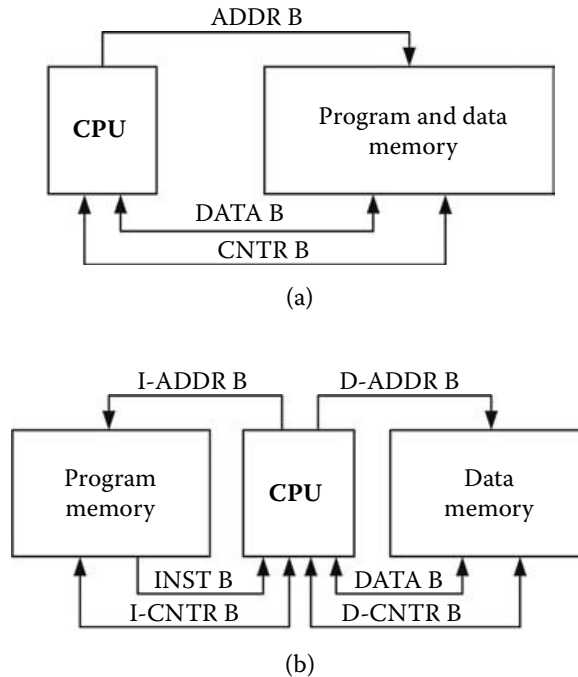 ADDR B
CPU
Program and data
memory
DATA B
CNTR B
(a)
I-ADDR B
D-ADDR B
Program
memory
CPU
Data
memory
INST B
DATA B
I-CNTR B
D-CNTR B
(b)